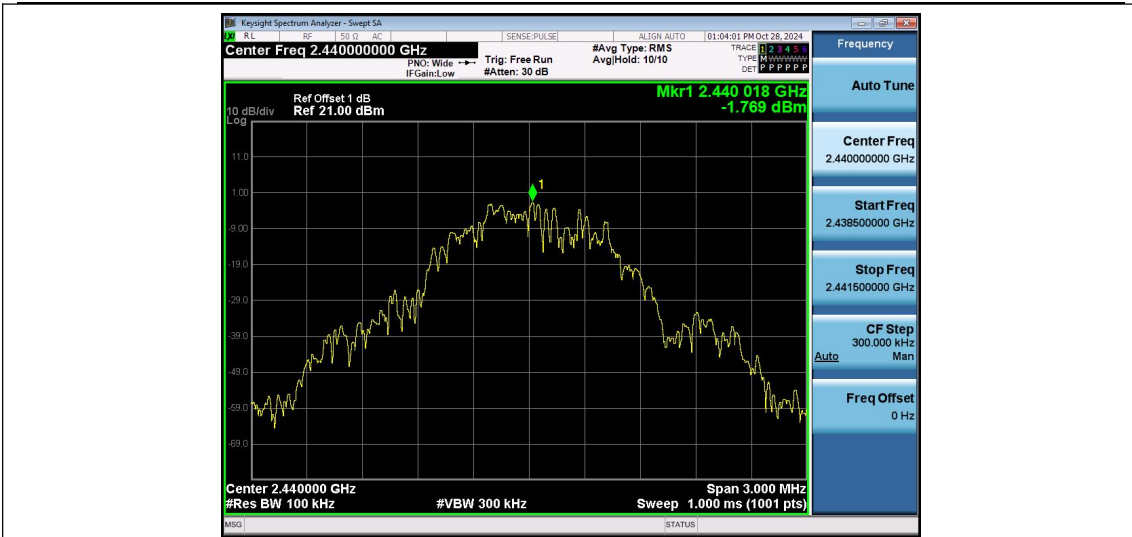 Keysight Spectrum Analyzer - Swept SA
LXI RL RF 50 Ω AC SENSE:PULSE ALIGN AUTO 01:04:01 PM Oct 28, 2024
Center Freq 2.440000000 GHz
PNO: Wide
IFGain:Low
Trig: Free Run
#Atten: 30 dB
#Avg Type: RMS
Avg|Hold: 10/10
TRACE 1 2 3 4 5 6
TYPE M W W W W W
DET P P P P P P
Mkr1 2.440 018 GHz
-1.769 dBm
Ref Offset 1 dB
10 dB/div Ref 21.00 dBm
Log
11.0
1.00
-9.00
-19.0
-29.0
-39.0
-49.0
-59.0
-69.0
1
Center 2.440000 GHz Span 3.000 MHz
#Res BW 100 kHz #VBW 300 kHz Sweep 1.000 ms (1001 pts)
MSG STATUS
Frequency
Auto Tune
Center Freq
2.440000000 GHz
Start Freq
2.438500000 GHz
Stop Freq
2.441500000 GHz
CF Step
300.000 kHz
Auto Man
Freq Offset
0 Hz